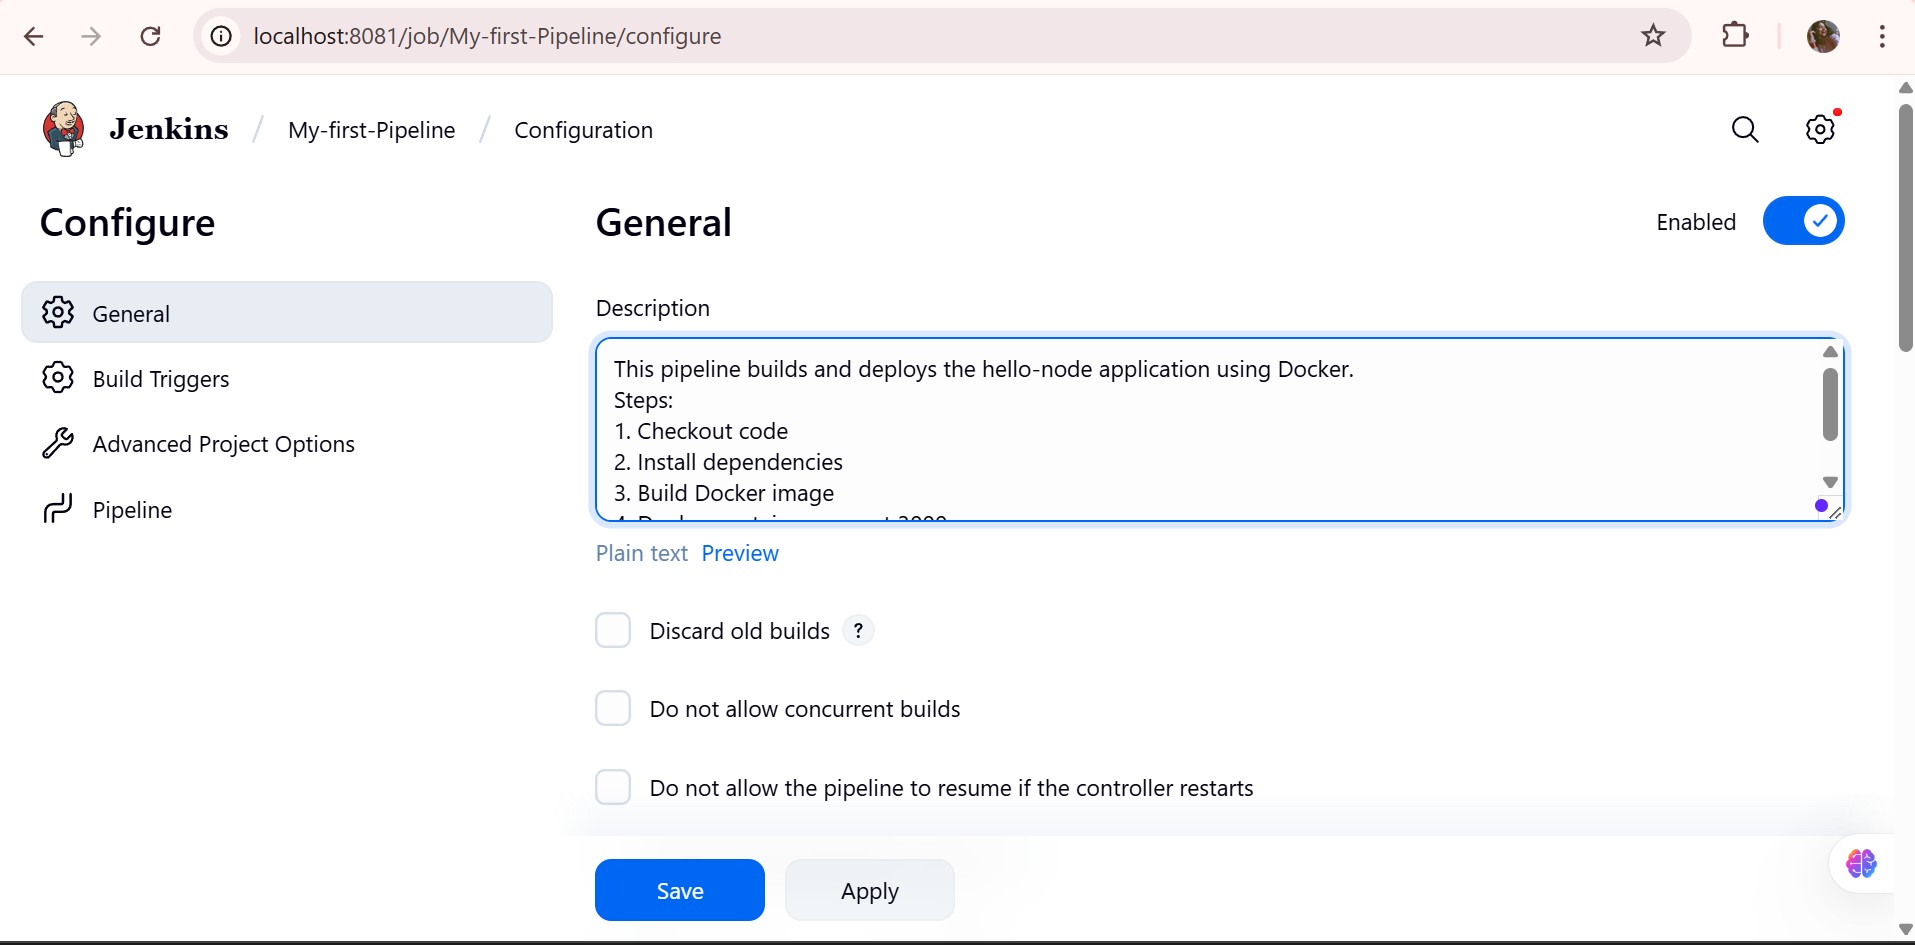 localhost:8081/job/My-first-Pipeline/configure
Jenkins / My-first-Pipeline / Configuration
Configure
General
Build Triggers
Advanced Project Options
Pipeline
General
Enabled
Description
This pipeline builds and deploys the hello-node application using Docker.
Steps:
1. Checkout code
2. Install dependencies
3. Build Docker image
Plain text Preview
Discard old builds ?
Do not allow concurrent builds
Do not allow the pipeline to resume if the controller restarts
Save
Apply